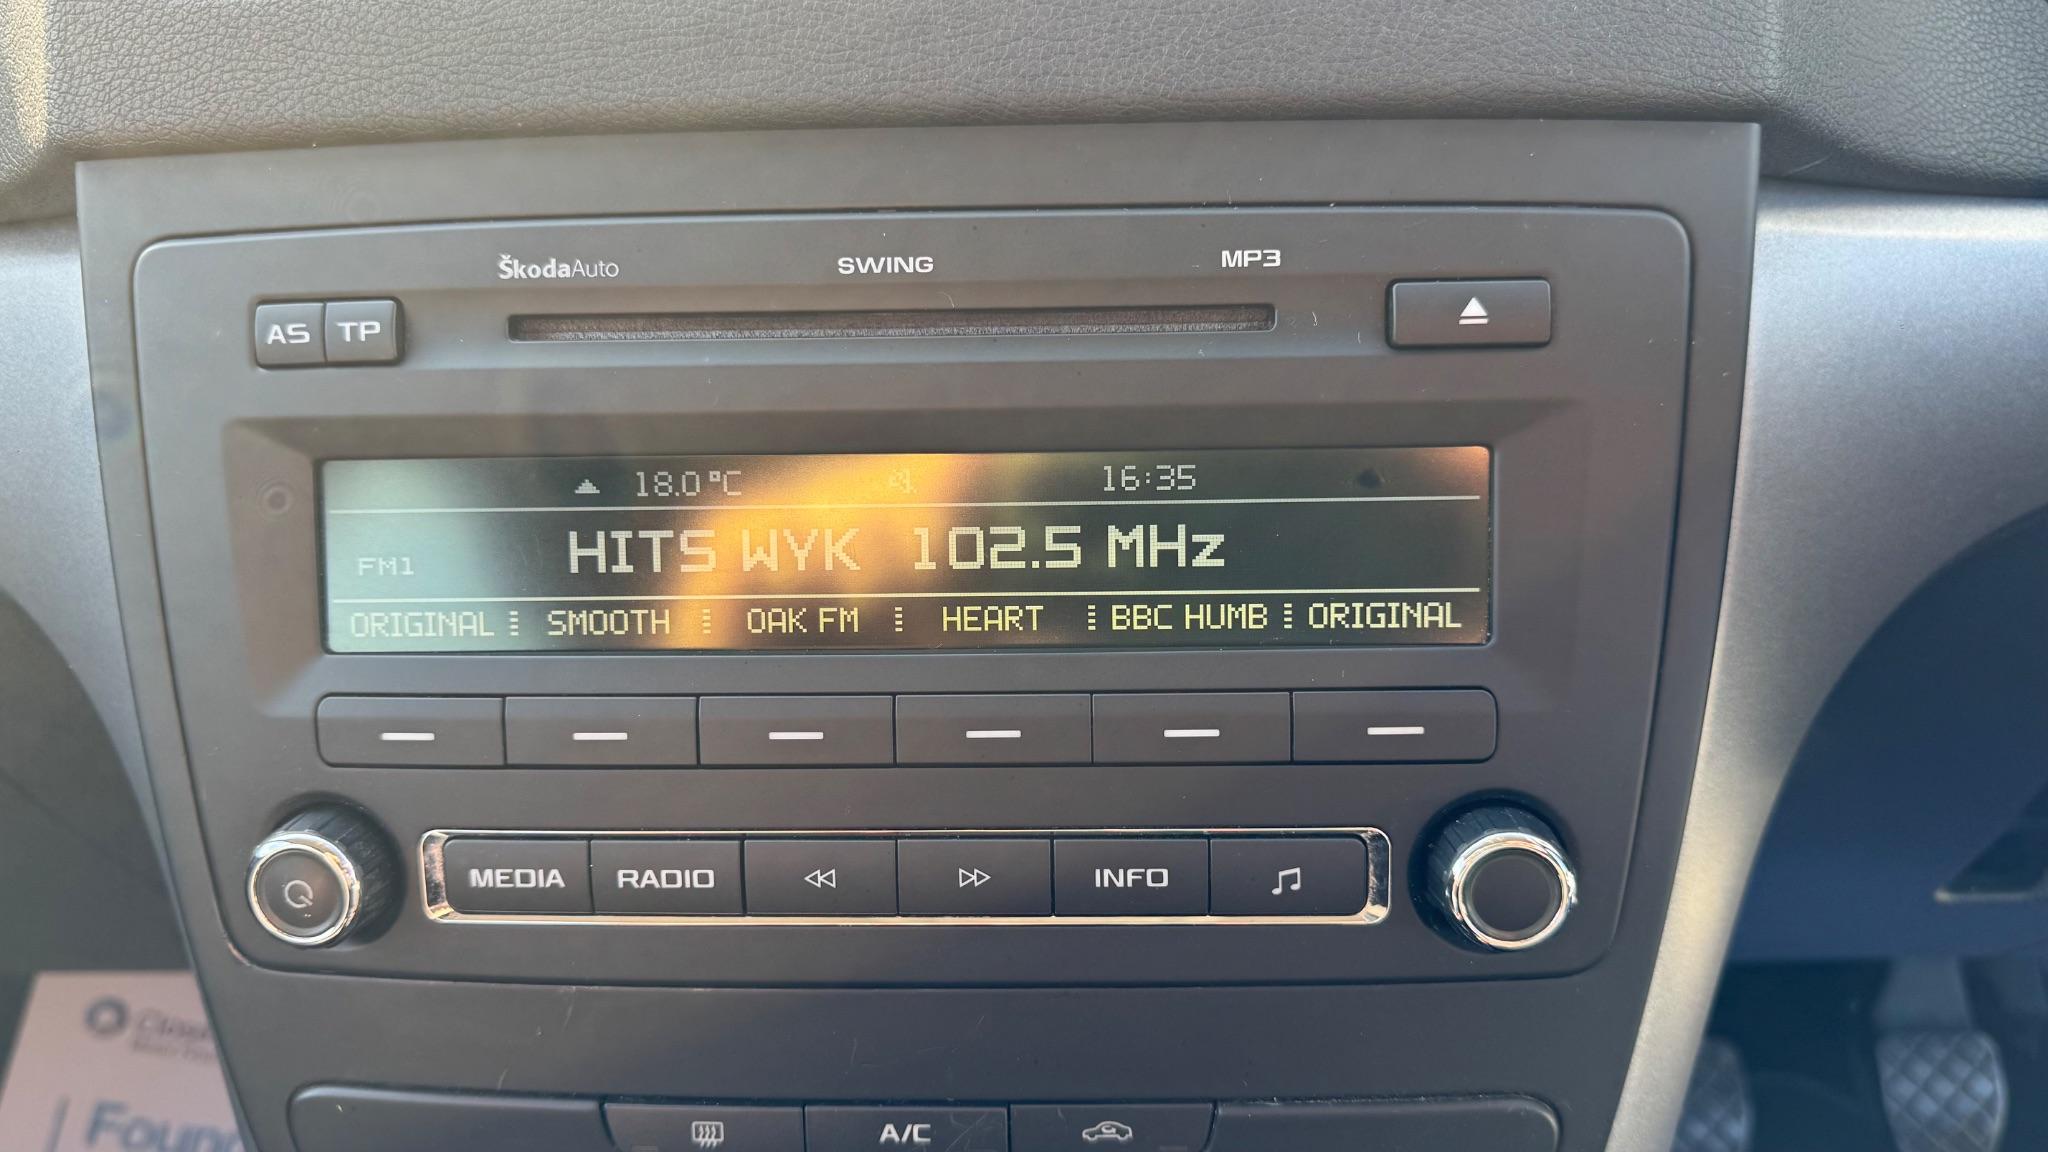 ŠkodaAuto SWING MP3
AS TP
18.0°C 16:35
FM1 HITS WYK 102.5 MHz
ORIGINAL SMOOTH OAK FM HEART BBC HUMB ORIGINAL
MEDIA RADIO INFO
A/C